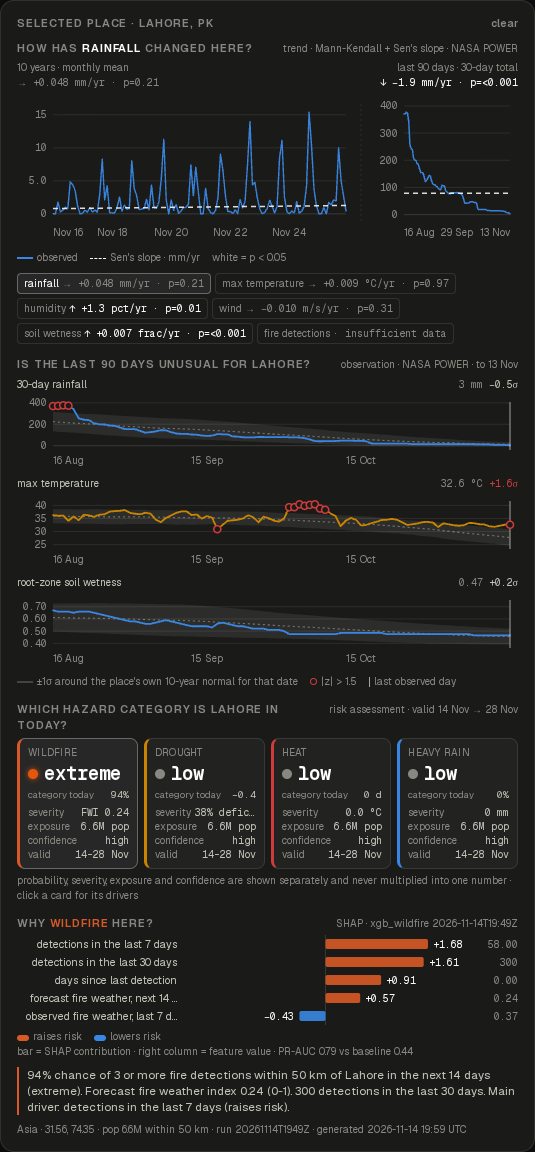 SELECTED PLACE · LAHORE, PK clear
HOW HAS RAINFALL CHANGED HERE? trend · Mann-Kendall + Sen's slope · NASA POWER
10 years · monthly mean last 90 days · 30-day total
→ +0.048 mm/yr · p=0.21 ↓ −1.9 mm/yr · p=<0.001
15
10
5.0
0
400
300
200
100
0
Nov 16 Nov 18 Nov 20 Nov 22 Nov 24 16 Aug 29 Sep 13 Nov
observed Sen's slope · mm/yr white = p < 0.05
rainfall → +0.048 mm/yr · p=0.21 max temperature → +0.009 °C/yr · p=0.97
humidity ↑ +1.3 pct/yr · p=0.01 wind → −0.010 m/s/yr · p=0.31
soil wetness ↑ +0.007 frac/yr · p=<0.001 fire detections · insufficient data
IS THE LAST 90 DAYS UNUSUAL FOR LAHORE? observation · NASA POWER · to 13 Nov
30-day rainfall 3 mm −0.5σ
400
200
0
16 Aug 15 Sep 15 Oct
max temperature 32.6 °C +1.6σ
40
35
30
25
16 Aug 15 Sep 15 Oct
root-zone soil wetness 0.47 +0.2σ
0.70
0.60
0.50
0.40
16 Aug 15 Sep 15 Oct
±1σ around the place's own 10-year normal for that date |z| > 1.5 last observed day
WHICH HAZARD CATEGORY IS LAHORE IN TODAY? risk assessment · valid 14 Nov → 28 Nov
WILDFIRE
extreme
category today 94%
severity FWI 0.24
exposure 6.6M pop
confidence high
valid 14–28 Nov
DROUGHT
low
category today −0.4
severity 38% defic…
exposure 6.6M pop
confidence high
valid 14–28 Nov
HEAT
low
category today 0 d
severity 0.0 °C
exposure 6.6M pop
confidence high
valid 14–28 Nov
HEAVY RAIN
low
category today 0%
severity 0 mm
exposure 6.6M pop
confidence high
valid 14–28 Nov
probability, severity, exposure and confidence are shown separately and never multiplied into one number ·
click a card for its drivers
WHY WILDFIRE HERE? SHAP · xgb_wildfire 2026-11-14T19:49Z
detections in the last 7 days +1.68 58.00
detections in the last 30 days +1.61 300
days since last detection +0.91 0.00
forecast fire weather, next 14 … +0.57 0.24
observed fire weather, last 7 d… −0.43 0.37
raises risk lowers risk
bar = SHAP contribution · right column = feature value · PR-AUC 0.79 vs baseline 0.44
94% chance of 3 or more fire detections within 50 km of Lahore in the next 14 days
(extreme). Forecast fire weather index 0.24 (0-1). 300 detections in the last 30 days. Main
driver: detections in the last 7 days (raises risk).
Asia · 31.56, 74.35 · pop 6.6M within 50 km · run 20261114T1949Z · generated 2026-11-14 19:59 UTC